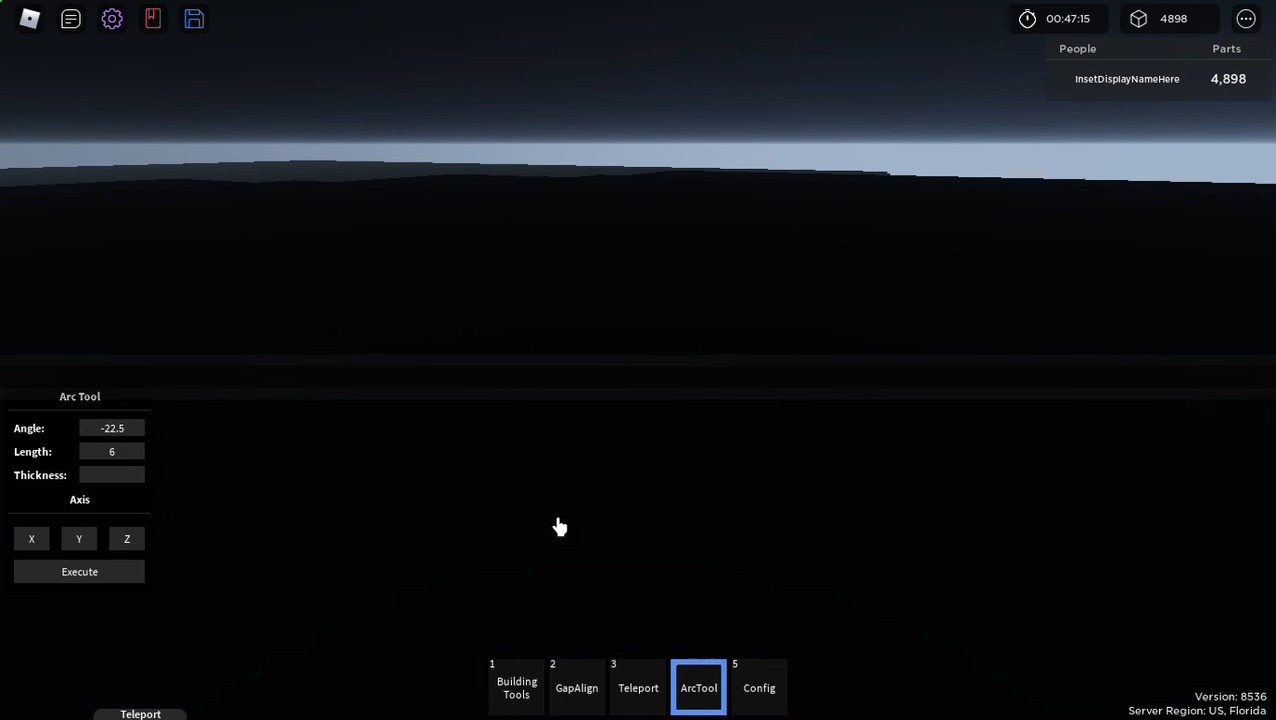 00:47:15
4898
People Parts
InsetDisplayNameHere 4,898
Arc Tool
Angle: -22.5
Length: 6
Thickness:
Axis
X Y Z
Execute
1 2 3 5
Building Tools GapAlign Teleport ArcTool Config
Teleport
Version: 8536
Server Region: US, Florida